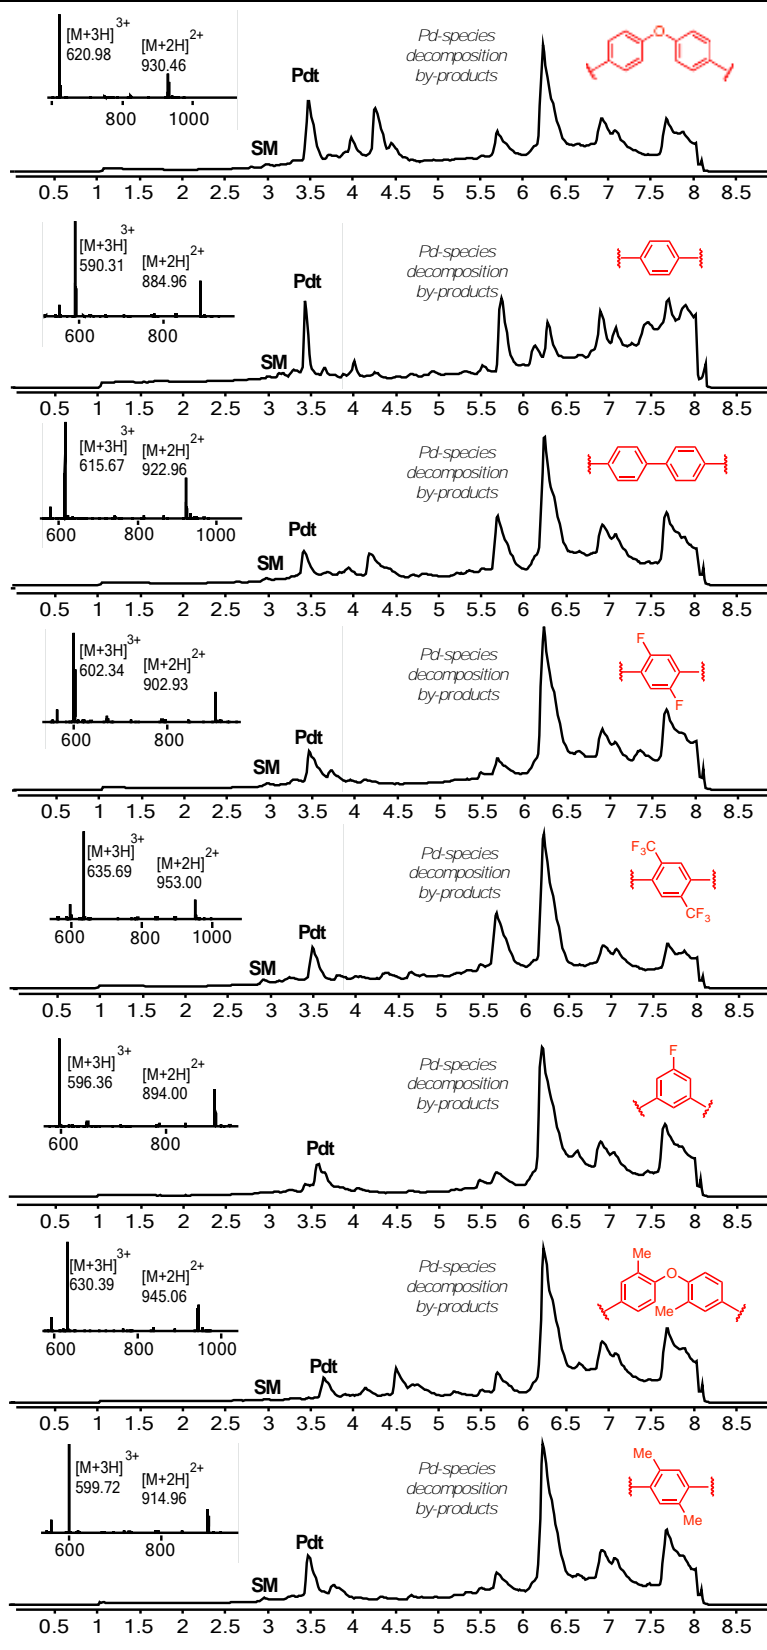 [M+3H]3+
620.98
[M+2H]2+
930.46
800 1000
Pd-species
decomposition
by-products
O
Pdt
SM
0.5 1 1.5 2 2.5 3 3.5 4 4.5 5 5.5 6 6.5 7 7.5 8 8.5
[M+3H]3+
590.31
[M+2H]2+
884.96
600 800
Pd-species
decomposition
by-products
Pdt
SM
0.5 1 1.5 2 2.5 3 3.5 4 4.5 5 5.5 6 6.5 7 7.5 8 8.5
[M+3H]3+
615.67
[M+2H]2+
922.96
600 800 1000
Pd-species
decomposition
by-products
Pdt
SM
0.5 1 1.5 2 2.5 3 3.5 4 4.5 5 5.5 6 6.5 7 7.5 8 8.5
[M+3H]3+
602.34
[M+2H]2+
902.93
600 800
Pd-species
decomposition
by-products
F
F
Pdt
SM
0.5 1 1.5 2 2.5 3 3.5 4 4.5 5 5.5 6 6.5 7 7.5 8 8.5
[M+3H]3+
635.69
[M+2H]2+
953.00
600 800 1000
Pd-species
decomposition
by-products
F3C
CF3
Pdt
SM
0.5 1 1.5 2 2.5 3 3.5 4 4.5 5 5.5 6 6.5 7 7.5 8 8.5
[M+3H]3+
596.36
[M+2H]2+
894.00
600 800
Pd-species
decomposition
by-products
F
Pdt
0.5 1 1.5 2 2.5 3 3.5 4 4.5 5 5.5 6 6.5 7 7.5 8 8.5
[M+3H]3+
630.39
[M+2H]2+
945.06
600 800 1000
Pd-species
decomposition
by-products
Me
O
Me
Pdt
SM
0.5 1 1.5 2 2.5 3 3.5 4 4.5 5 5.5 6 6.5 7 7.5 8 8.5
[M+3H]3+
599.72
[M+2H]2+
914.96
600 800
Pd-species
decomposition
by-products
Me
Me
Pdt
SM
0.5 1 1.5 2 2.5 3 3.5 4 4.5 5 5.5 6 6.5 7 7.5 8 8.5